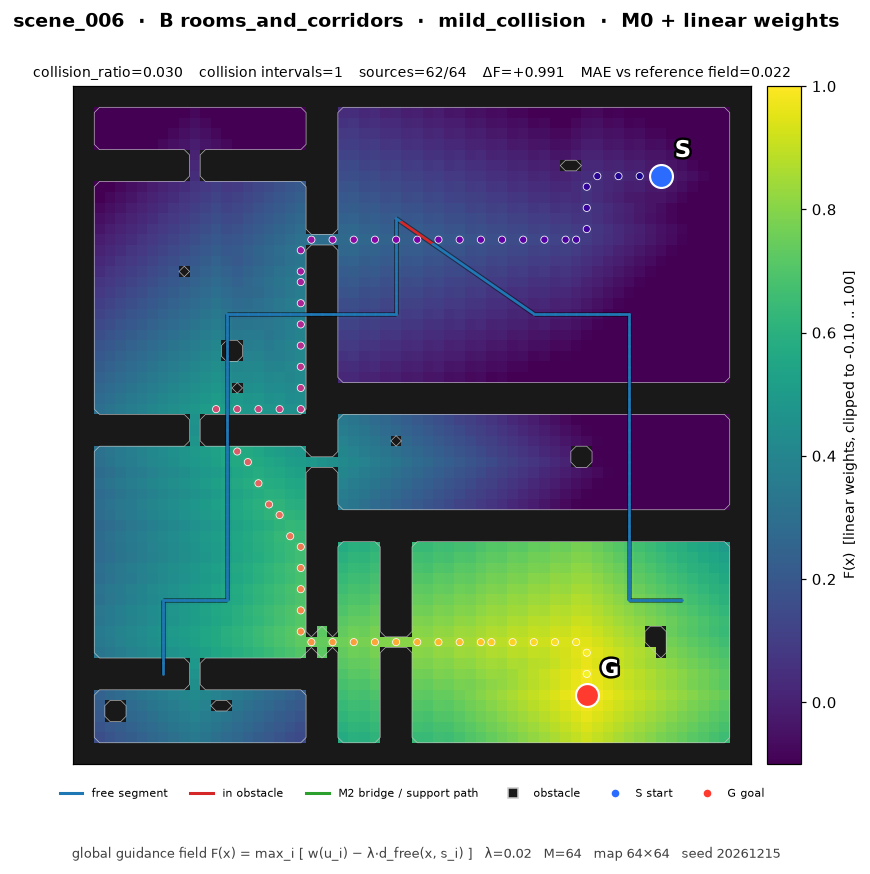 scene_006 · B rooms_and_corridors · mild_collision · M0 + linear weights
collision_ratio=0.030 collision intervals=1 sources=62/64 ΔF=+0.991 MAE vs reference field=0.022
S
G
1.0
0.8
0.6
0.4
0.2
0.0
F(x) [linear weights, clipped to -0.10 .. 1.00]
free segment
in obstacle
M2 bridge / support path
obstacle
S start
G goal
global guidance field F(x) = max_i [ w(u_i) − λ·d_free(x, s_i) ] λ=0.02 M=64 map 64×64 seed 20261215